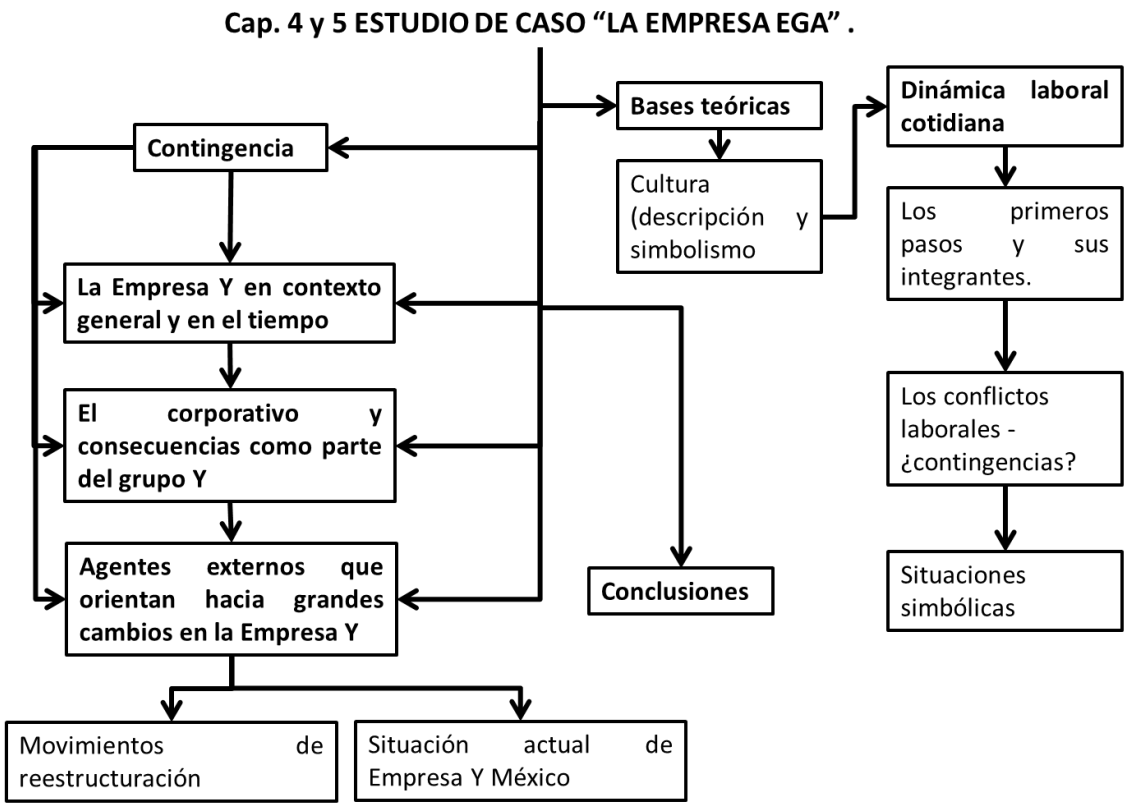 Cap. 4 y 5 ESTUDIO DE CASO “LA EMPRESA EGA” .
Contingencia
La Empresa Y en contexto
general y en el tiempo
El corporativo y
consecuencias como parte
del grupo Y
Agentes externos que
orientan hacia grandes
cambios en la Empresa Y
Movimientos de
reestructuración
Situación actual de
Empresa Y México
Bases teóricas
Cultura
(descripción y
simbolismo
Conclusiones
Dinámica laboral
cotidiana
Los primeros
pasos y sus
integrantes.
Los conflictos
laborales -
¿contingencias?
Situaciones
simbólicas